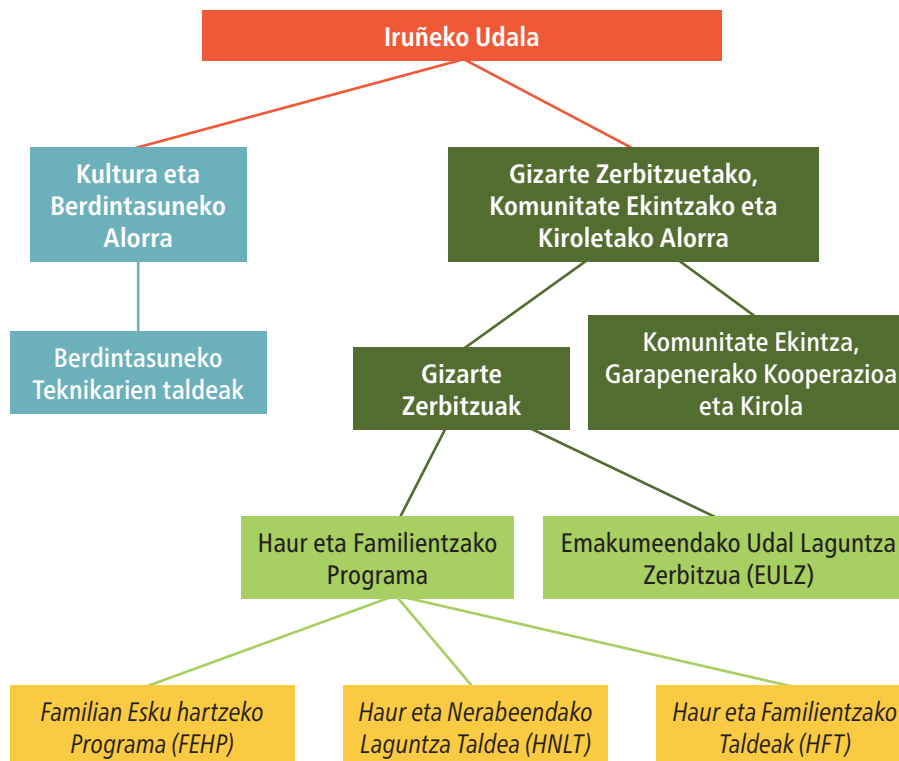 Iruñeko Udala
Kultura eta
Berdintasuneko
Alorra
Gizarte Zerbitzuetako,
Komunitate Ekintzako eta
Kiroletako Alorra
Berdintasuneko
Teknikarien taldeak
Gizarte
Zerbitzuak
Komunitate Ekintza,
Garapenerako Kooperazioa
eta Kirola
Haur eta Familientzako
Programa
Emakumeendako Udal Laguntza
Zerbitzua (EULZ)
Familian Esku hartzeko
Programa (FEHP)
Haur eta Nerabeendako
Laguntza Taldea (HNLT)
Haur eta Familientzako
Taldeak (HFT)